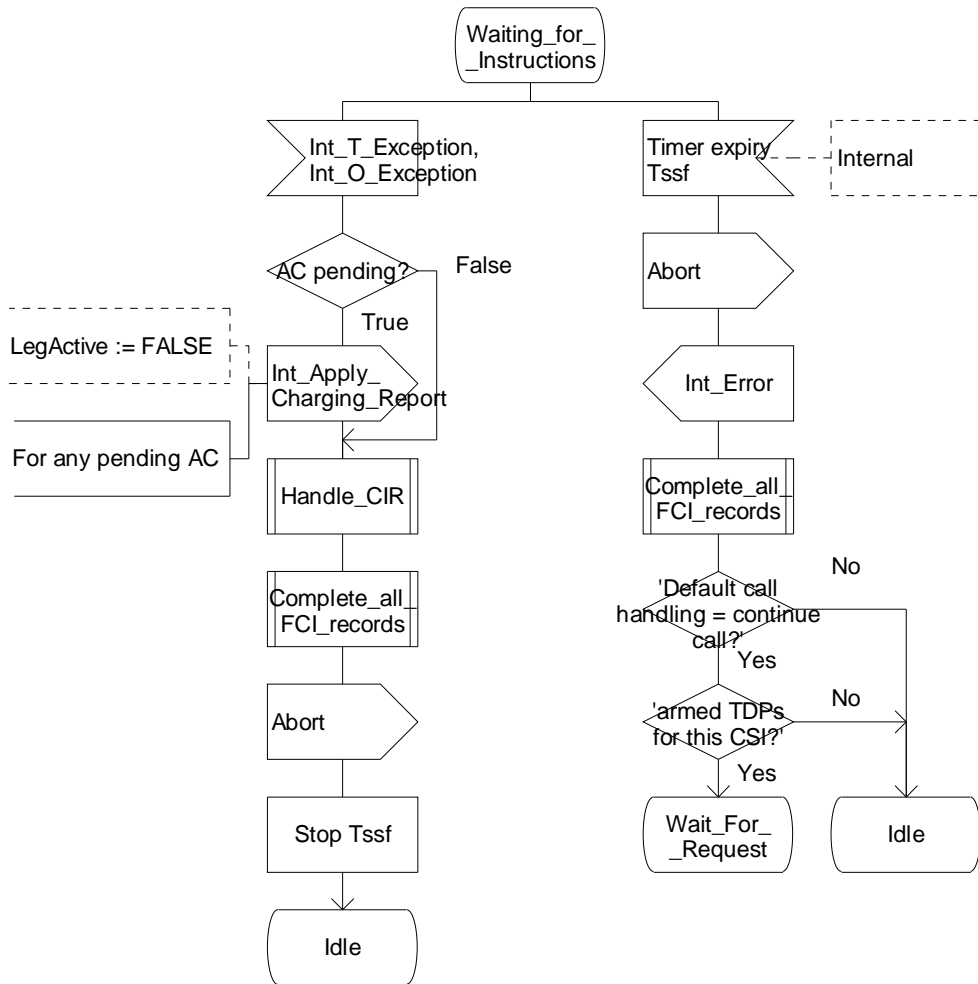 Waiting_for_
_Instructions
Int_T_Exception,
Int_O_Exception
Timer expiry
Tssf
Internal
AC pending?
False
Abort
True
LegActive := FALSE
Int_Apply_
Charging_Report
Int_Error
For any pending AC
Handle_CIR
Complete_all_
FCI_records
No
'Default call
handling = continue
call?'
Complete_all_
FCI_records
Yes
Abort
'armed TDPs
for this CSI?'
No
Yes
Stop Tssf
Wait_For_
_Request
Idle
Idle